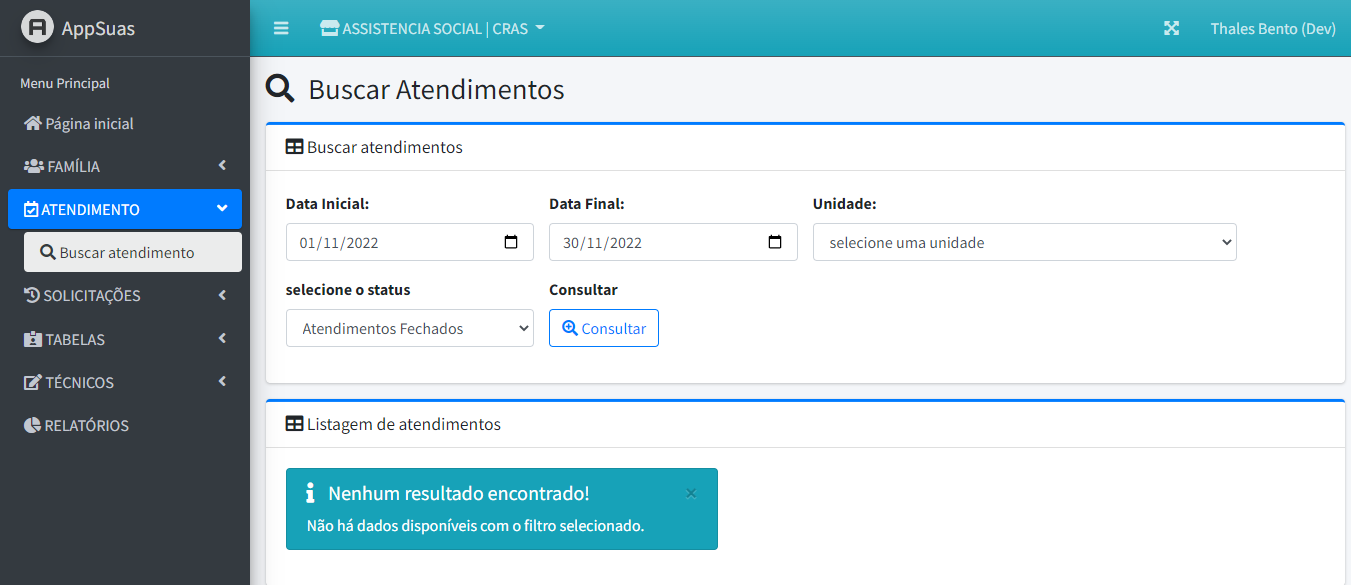 AppSuas
ASSISTENCIA SOCIAL | CRAS
Thales Bento (Dev)
Menu Principal
Página inicial
FAMÍLIA
ATENDIMENTO
Buscar atendimento
SOLICITAÇÕES
TABELAS
TÉCNICOS
RELATÓRIOS
Buscar Atendimentos
Buscar atendimentos
Data Inicial: Data Final: Unidade:
01/11/2022 30/11/2022 selecione uma unidade
selecione o status Consultar
Atendimentos Fechados Consultar
Listagem de atendimentos
Nenhum resultado encontrado! ×
Não há dados disponíveis com o filtro selecionado.